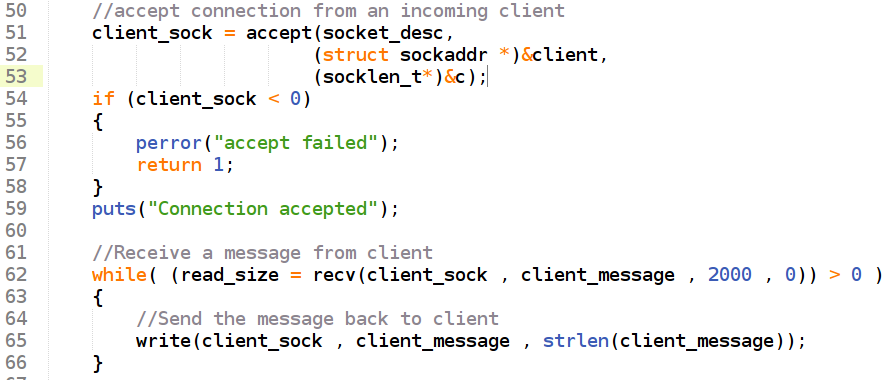 50 //accept connection from an incoming client
51 client_sock = accept(socket_desc,
52 (struct sockaddr *)&client,
53 (socklen_t*)&c);
54 if (client_sock < 0)
55 {
56 perror("accept failed");
57 return 1;
58 }
59 puts("Connection accepted");
60
61 //Receive a message from client
62 while( (read_size = recv(client_sock , client_message , 2000 , 0)) > 0 )
63 {
64 //Send the message back to client
65 write(client_sock , client_message , strlen(client_message));
66 }